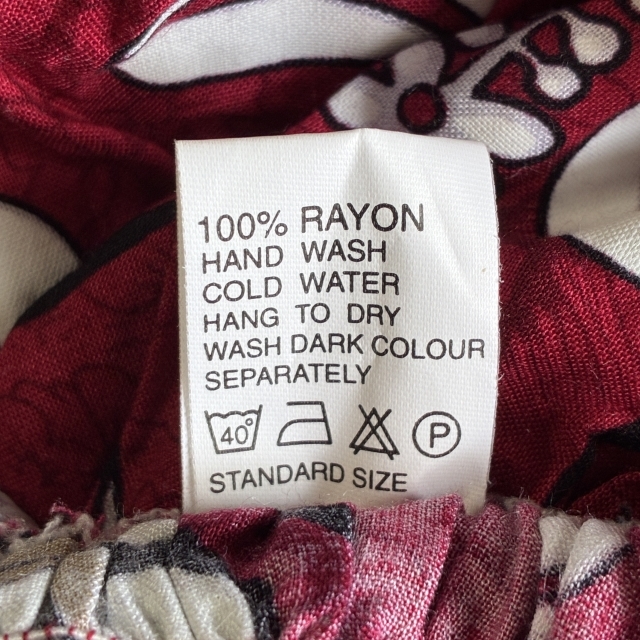 100% RAYON
HAND WASH
COLD WATER
HANG TO DRY
WASH DARK COLOUR
SEPARATELY
40° P
STANDARD SIZE